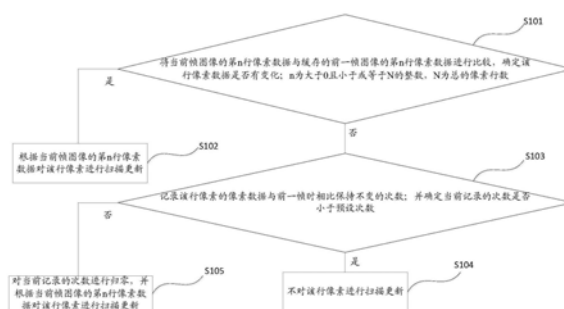 S101
将当前帧图像的第n行像素数据与缓存的前一帧图像的第n行像素数据进行比较，确定该
行像素数据是否有变化；n为大于0且小于或等于N的整数，N为总的像素行数
是
否
S102
根据当前帧图像的第n行像素
数据对该行像素进行扫描更新
S103
记录该行像素的像素数据与前一帧时相比保持不变的次数；并确定当前记录的次数是否
小于预设次数
否
是
S105
对当前记录的次数进行归零，并
根据当前帧图像的第n行像素数
据对该行像素进行扫描更新
S104
不对该行像素进行扫描更新